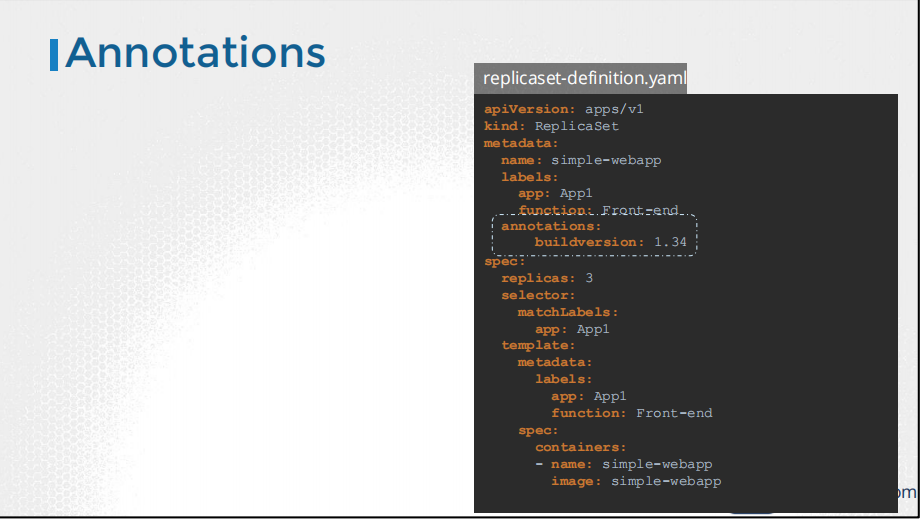 Annotations
replicaset-definition.yaml
apiVersion: apps/v1
kind: ReplicaSet
metadata:
  name: simple-webapp
  labels:
    app: App1
    function: Front-end
  annotations:
      buildversion: 1.34
spec:
  replicas: 3
  selector:
    matchLabels:
      app: App1
  template:
    metadata:
      labels:
        app: App1
        function: Front-end
    spec:
      containers:
      - name: simple-webapp
        image: simple-webapp